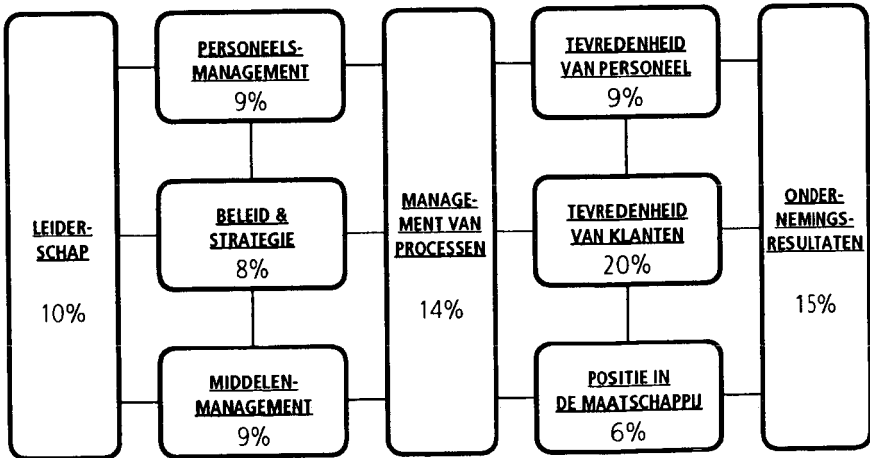 LEIDER-
SCHAP
10%
PERSONEELS-
MANAGEMENT
9%
BELEID &
STRATEGIE
8%
MIDDELEN-
MANAGEMENT
9%
MANAGE-
MENT VAN
PROCESSEN
14%
TEVREDENHEID
VAN PERSONEEL
9%
TEVREDENHEID
VAN KLANTEN
20%
POSITIE IN
DE MAATSCHAPPIJ
6%
ONDER-
NEMINGS-
RESULTATEN
15%